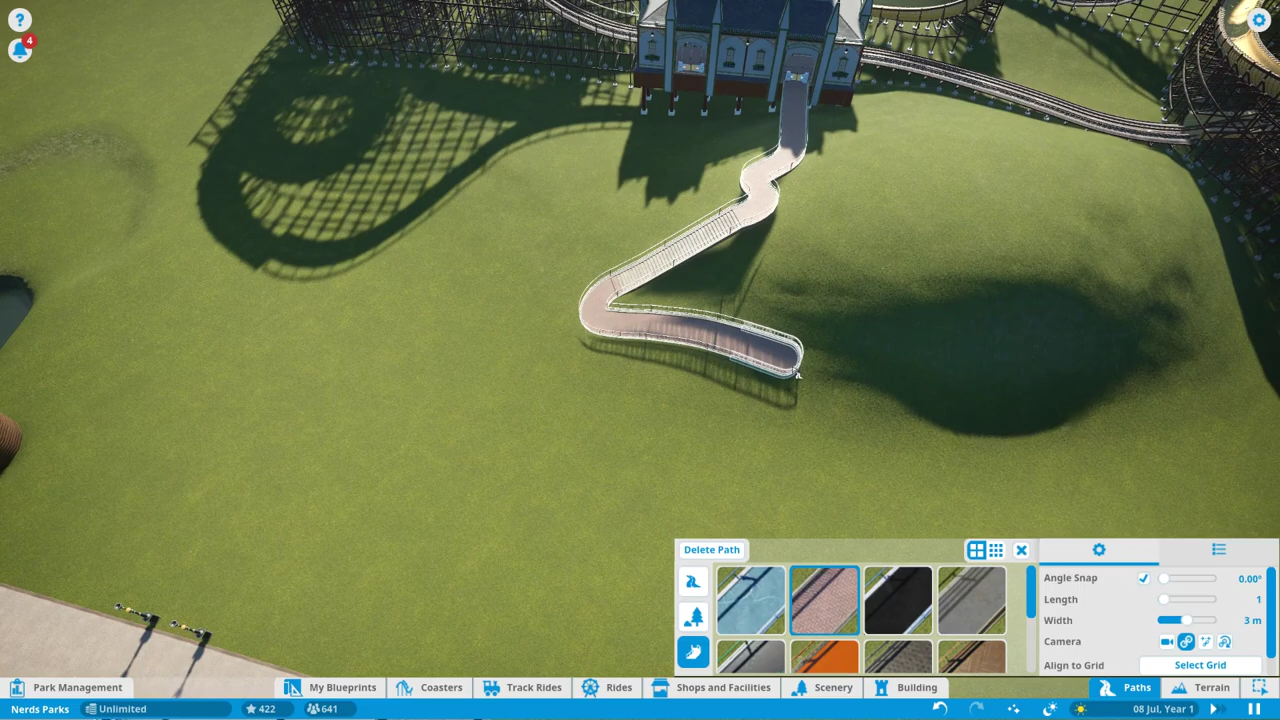 ?
4
Delete Path
Angle Snap 0.00°
Length 1
Width 3 m
Camera
Align to Grid Select Grid
Park Management My Blueprints Coasters Track Rides Rides Shops and Facilities Scenery Building Paths Terrain
Nerds Parks Unlimited 422 641 08 Jul, Year 1